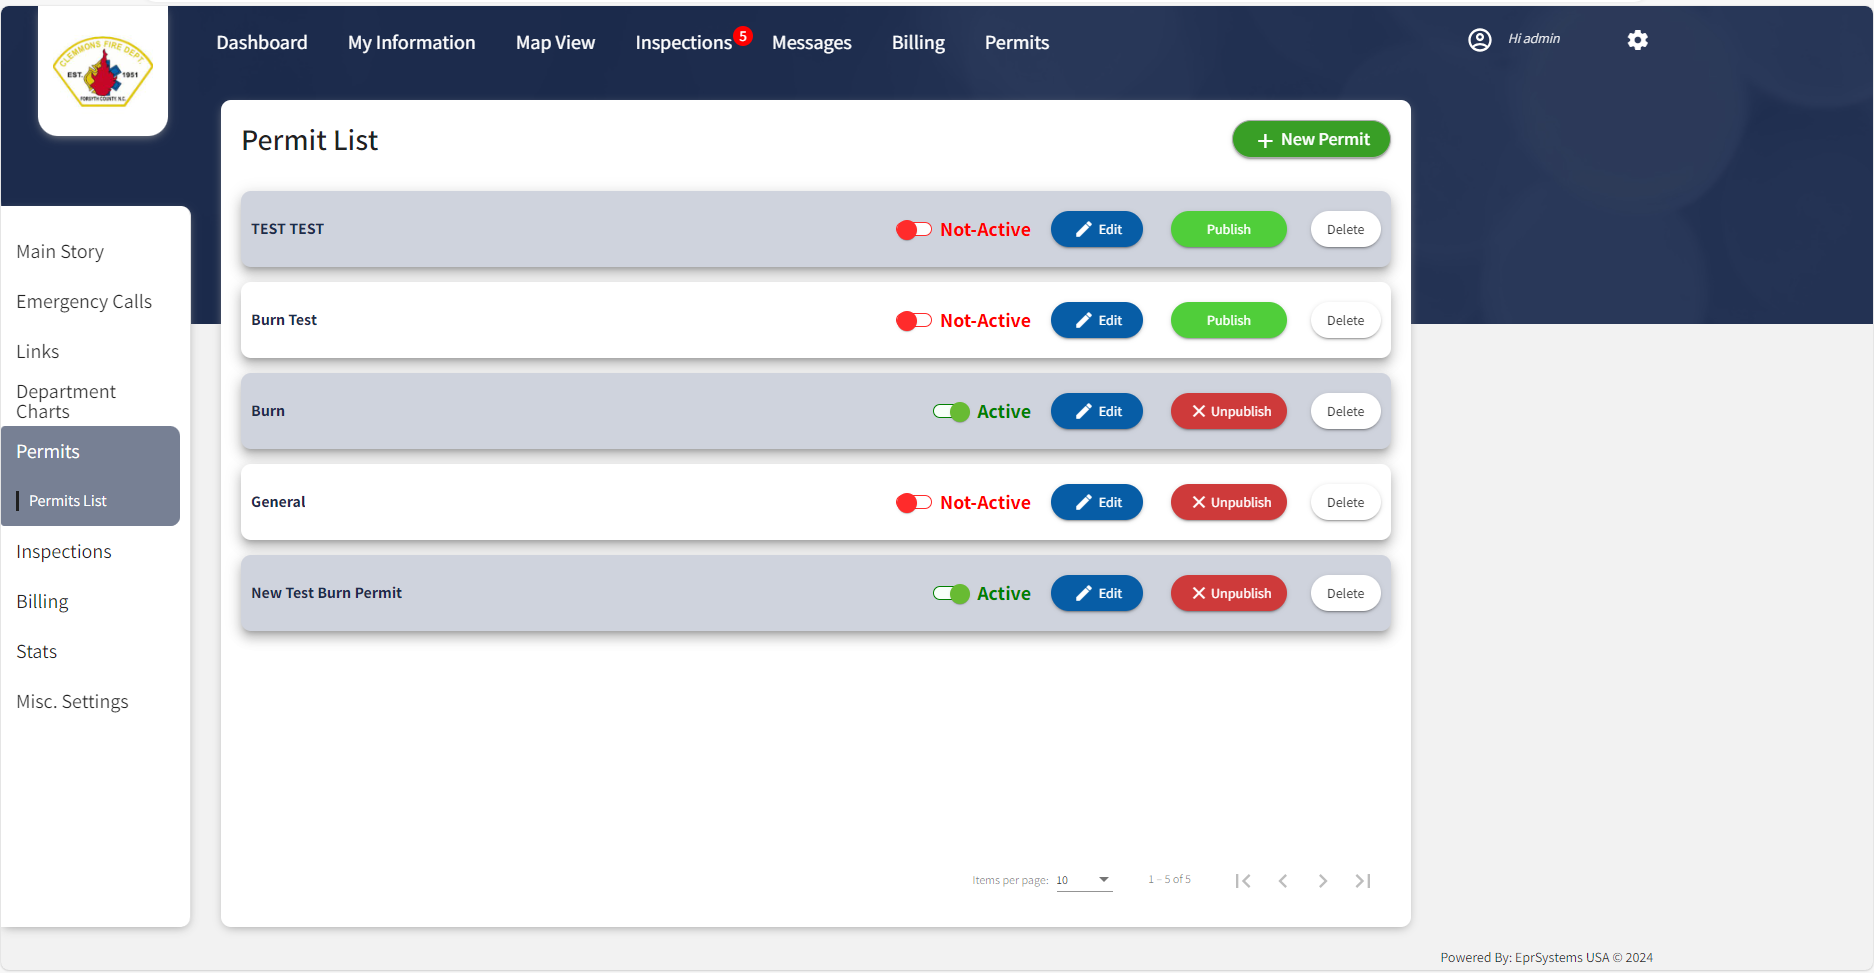 CLEMMONS FIRE DEPT.
EST. 1951
FORSYTH COUNTY, N.C.
Dashboard My Information Map View Inspections 5 Messages Billing Permits Hi admin
Permit List
+ New Permit
TEST TEST Not-Active Edit Publish Delete
Burn Test Not-Active Edit Publish Delete
Burn Active Edit Unpublish Delete
General Not-Active Edit Unpublish Delete
New Test Burn Permit Active Edit Unpublish Delete
Items per page: 10 1 – 5 of 5
Main Story
Emergency Calls
Links
Department
Charts
Permits
Permits List
Inspections
Billing
Stats
Misc. Settings
Powered By: EprSystems USA © 2024